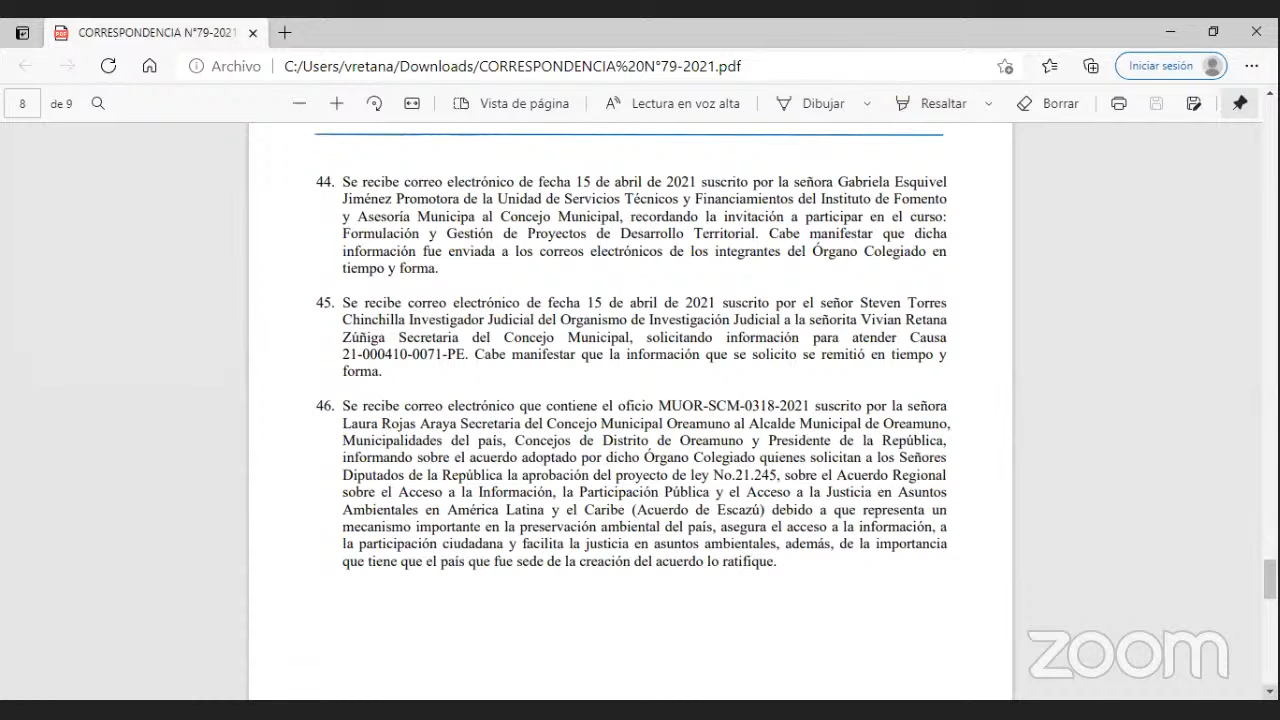 CORRESPONDENCIA N°79-2021
Archivo
C:/Users/vretana/Downloads/CORRESPONDENCIA%20N°79-2021.pdf
Iniciar sesión
8 de 9
Vista de página
Lectura en voz alta
Dibujar
Resaltar
Borrar
44. Se recibe correo electrónico de fecha 15 de abril de 2021 suscrito por la señora Gabriela Esquivel
Jiménez Promotora de la Unidad de Servicios Técnicos y Financiamientos del Instituto de Fomento
y Asesoría Municipa al Concejo Municipal, recordando la invitación a participar en el curso:
Formulación y Gestión de Proyectos de Desarrollo Territorial. Cabe manifestar que dicha
información fue enviada a los correos electrónicos de los integrantes del Órgano Colegiado en
tiempo y forma.
45. Se recibe correo electrónico de fecha 15 de abril de 2021 suscrito por el señor Steven Torres
Chinchilla Investigador Judicial del Organismo de Investigación Judicial a la señorita Vivian Retana
Zúñiga Secretaria del Concejo Municipal, solicitando información para atender Causa
21-000410-0071-PE. Cabe manifestar que la información que se solicito se remitió en tiempo y
forma.
46. Se recibe correo electrónico que contiene el oficio MUOR-SCM-0318-2021 suscrito por la señora
Laura Rojas Araya Secretaria del Concejo Municipal Oreamuno al Alcalde Municipal de Oreamuno,
Municipalidades del país, Concejos de Distrito de Oreamuno y Presidente de la República,
informando sobre el acuerdo adoptado por dicho Órgano Colegiado quienes solicitan a los Señores
Diputados de la República la aprobación del proyecto de ley No.21.245, sobre el Acuerdo Regional
sobre el Acceso a la Información, la Participación Pública y el Acceso a la Justicia en Asuntos
Ambientales en América Latina y el Caribe (Acuerdo de Escazú) debido a que representa un
mecanismo importante en la preservación ambiental del país, asegura el acceso a la información, a
la participación ciudadana y facilita la justicia en asuntos ambientales, además, de la importancia
que tiene que el país que fue sede de la creación del acuerdo lo ratifique.
zoom